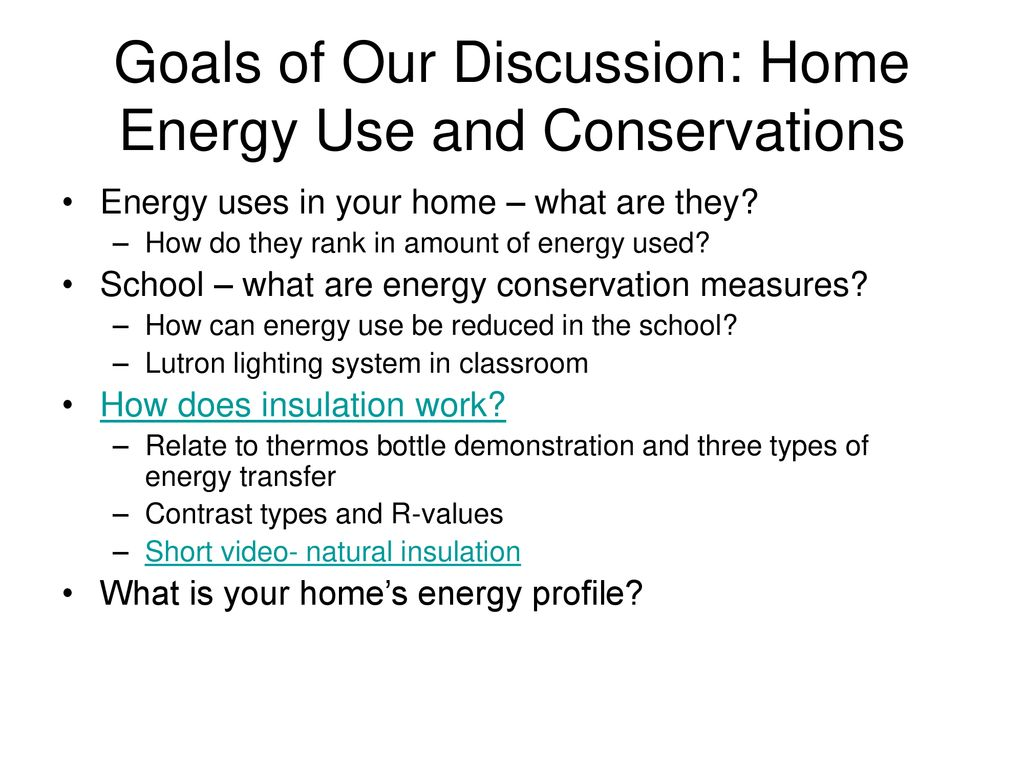 Goals of Our Discussion: Home
Energy Use and Conservations
• Energy uses in your home – what are they?
– How do they rank in amount of energy used?
• School – what are energy conservation measures?
– How can energy use be reduced in the school?
– Lutron lighting system in classroom
• How does insulation work?
– Relate to thermos bottle demonstration and three types of
energy transfer
– Contrast types and R-values
– Short video- natural insulation
• What is your home’s energy profile?